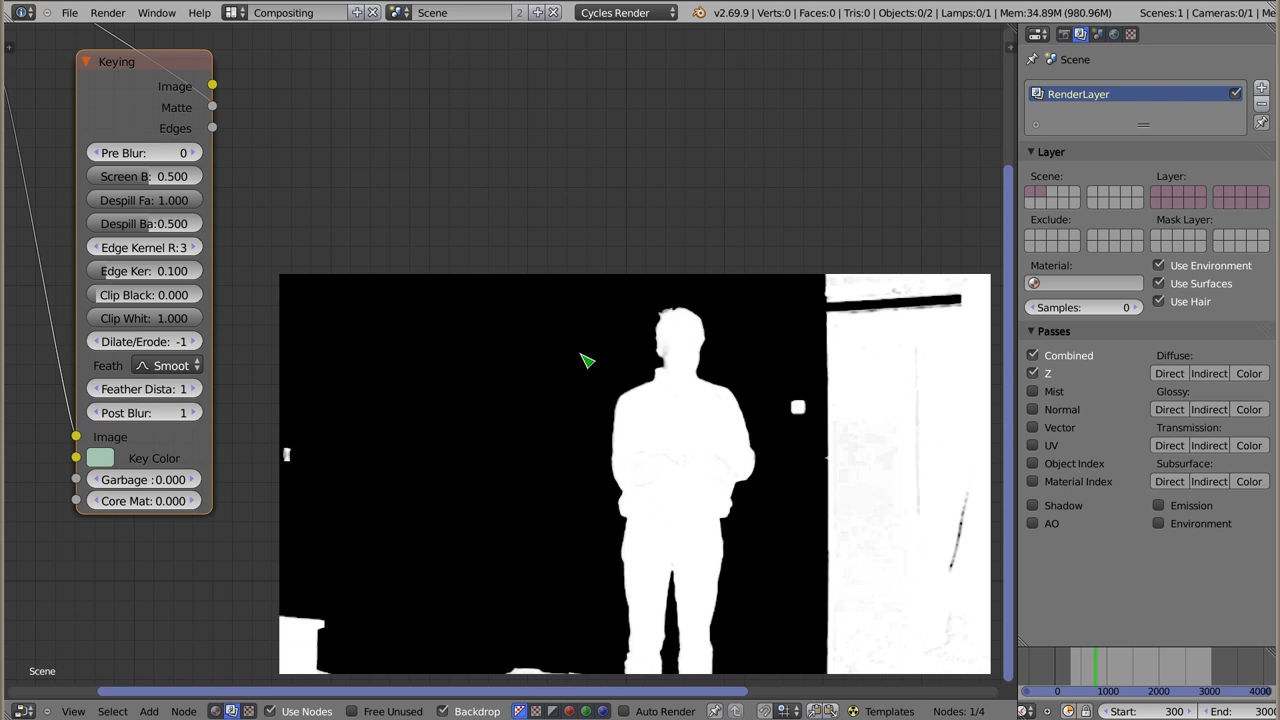 File Render Window Help Compositing Scene 2 Cycles Render v2.69.9 | Verts:0 | Faces:0 | Tris:0 | Objects:0/2 | Lamps:0/1 | Mem:34.89M (980.96M) Scenes:1 | Cameras:0/1 | Me
Keying
Image
Matte
Edges
Pre Blur: 0
Screen B: 0.500
Despill Fa: 1.000
Despill Ba:0.500
Edge Kernel R:3
Edge Ker: 0.100
Clip Black: 0.000
Clip Whit: 1.000
Dilate/Erode: -1
Feath Smoot
Feather Dista: 1
Post Blur: 1
Image
Key Color
Garbage :0.000
Core Mat: 0.000
Scene
View Select Add Node Use Nodes Free Unused Backdrop Auto Render Templates Nodes: 1/4
Scene
RenderLayer
Layer
Scene: Layer:
Exclude: Mask Layer:
Material: Use Environment
Use Surfaces
Samples: 0 Use Hair
Passes
Combined Diffuse:
Z Direct Indirect Color
Mist Glossy:
Normal Direct Indirect Color
Vector Transmission:
UV Direct Indirect Color
Object Index Subsurface:
Material Index Direct Indirect Color
Shadow Emission
AO Environment
0 1000 2000 3000 4000
Start: 300 End: 3000